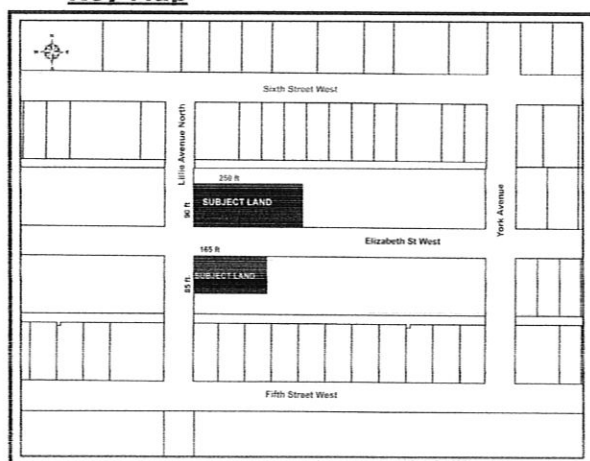 N
W E
S
Sixth Street West
Lillie Avenue North
250 ft
90 ft
SUBJECT LAND
York Avenue
Elizabeth St West
165 ft
85 ft.
SUBJECT LAND
Fifth Street West